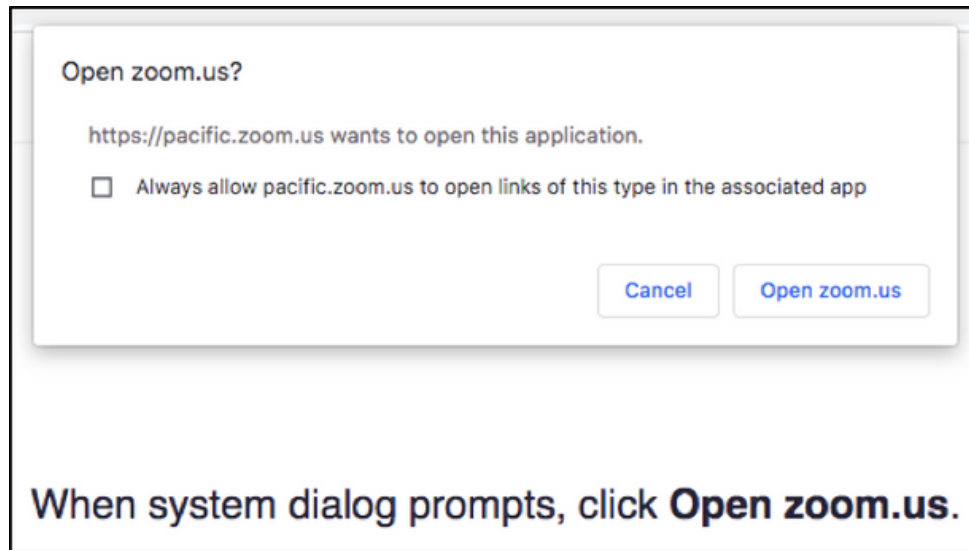 Open zoom.us?
https://pacific.zoom.us wants to open this application.
Always allow pacific.zoom.us to open links of this type in the associated app
Cancel
Open zoom.us
When system dialog prompts, click Open zoom.us.